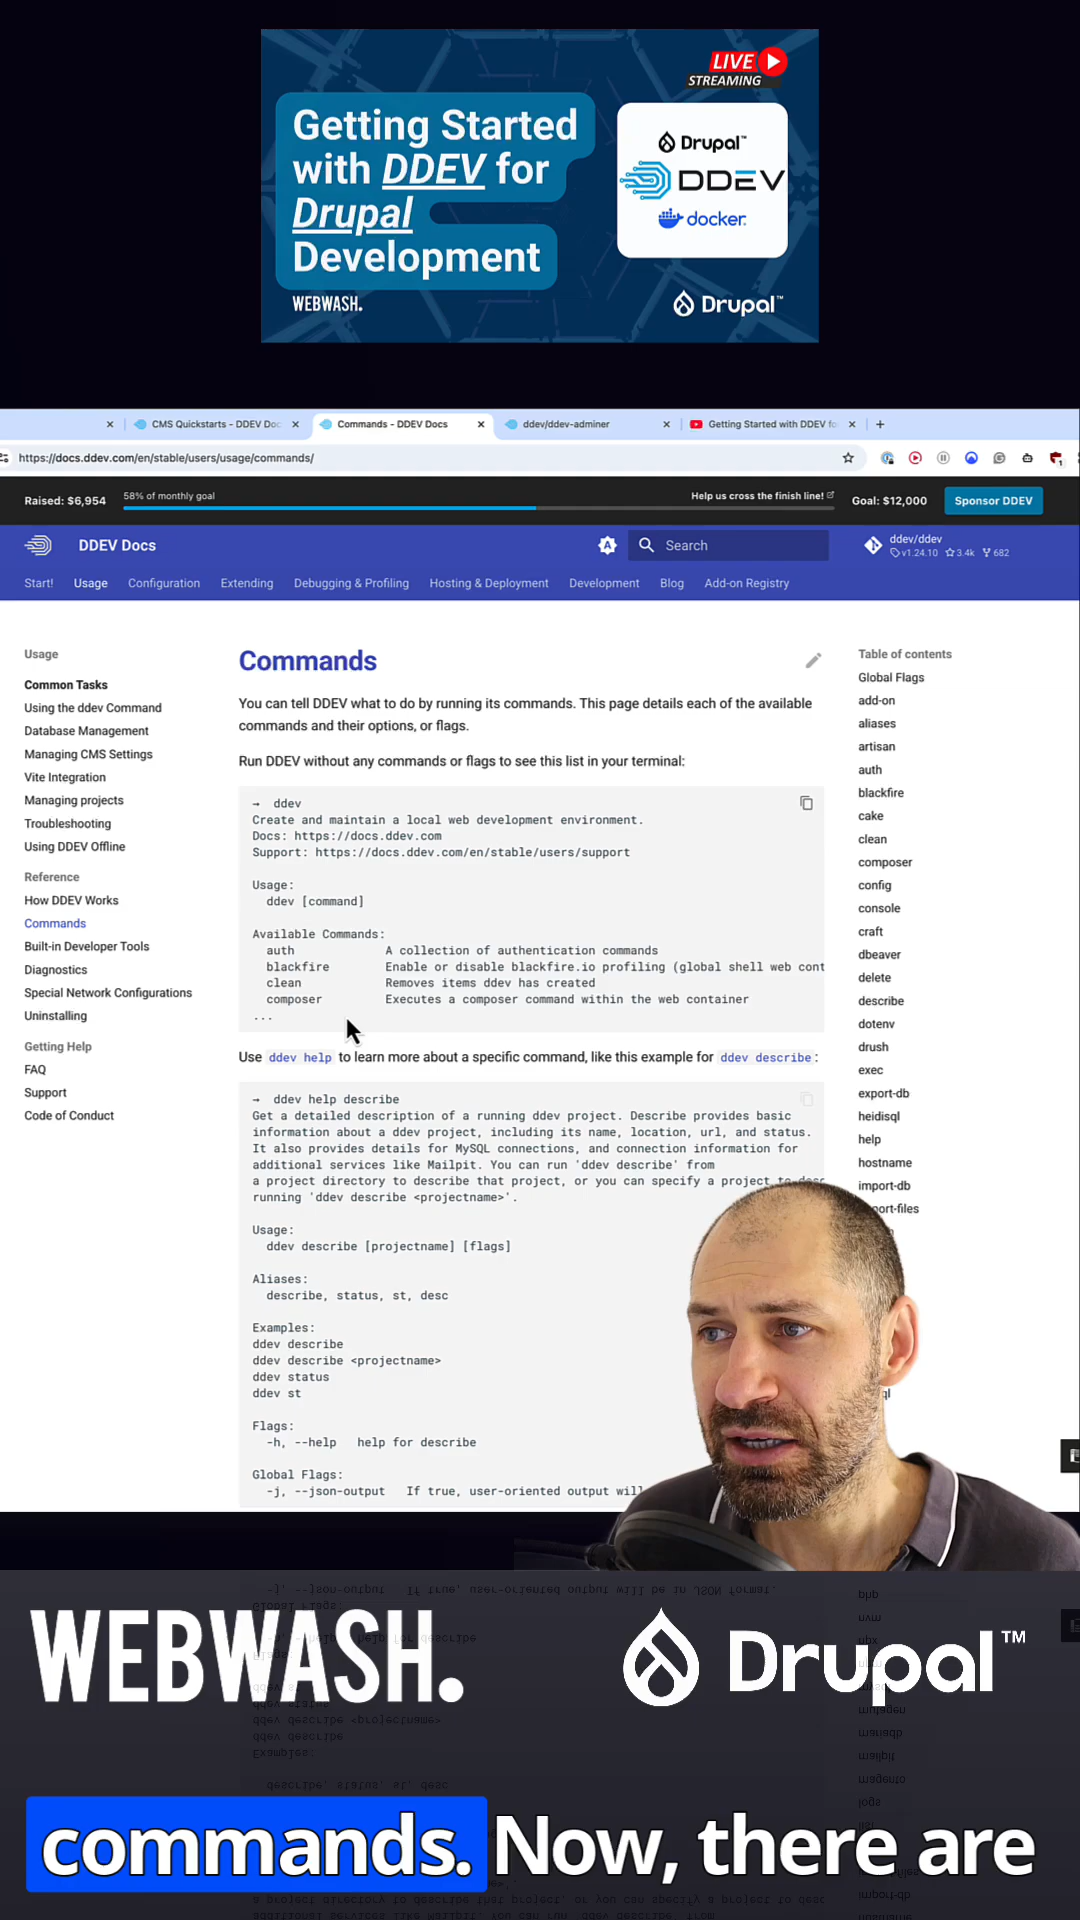 LIVE
STREAMING
Getting Started
with DDEV for
Drupal
Development
WEBWASH.
Drupal™
DDEV
docker
Drupal™
CMS Quickstarts - DDEV Doc
Commands - DDEV Docs
ddev/ddev-adminer
Getting Started with DDEV fo
https://docs.ddev.com/en/stable/users/usage/commands/
Raised: $6,954
58% of monthly goal
Help us cross the finish line!
Goal: $12,000
Sponsor DDEV
DDEV Docs
Search
ddev/ddev
v1.24.10 3.4k 682
Start! Usage Configuration Extending Debugging & Profiling Hosting & Deployment Development Blog Add-on Registry
Usage
Common Tasks
Using the ddev Command
Database Management
Managing CMS Settings
Vite Integration
Managing projects
Troubleshooting
Using DDEV Offline
Reference
How DDEV Works
Commands
Built-in Developer Tools
Diagnostics
Special Network Configurations
Uninstalling
Getting Help
FAQ
Support
Code of Conduct
Commands
You can tell DDEV what to do by running its commands. This page details each of the available
commands and their options, or flags.
Run DDEV without any commands or flags to see this list in your terminal:
→ ddev
Create and maintain a local web development environment.
Docs: https://docs.ddev.com
Support: https://docs.ddev.com/en/stable/users/support
Usage:
ddev [command]
Available Commands:
auth A collection of authentication commands
blackfire Enable or disable blackfire.io profiling (global shell web cont
clean Removes items ddev has created
composer Executes a composer command within the web container
...
Use ddev help to learn more about a specific command, like this example for ddev describe:
→ ddev help describe
Get a detailed description of a running ddev project. Describe provides basic
information about a ddev project, including its name, location, url, and status.
It also provides details for MySQL connections, and connection information for
additional services like Mailpit. You can run 'ddev describe' from
a project directory to describe that project, or you can specify a project to desc
running 'ddev describe <projectname>'.
Usage:
ddev describe [projectname] [flags]
Aliases:
describe, status, st, desc
Examples:
ddev describe
ddev describe <projectname>
ddev status
ddev st
Flags:
-h, --help help for describe
Global Flags:
-j, --json-output If true, user-oriented output wil
Table of contents
Global Flags
add-on
aliases
artisan
auth
blackfire
cake
clean
composer
config
console
craft
dbeaver
delete
describe
dotenv
drush
exec
export-db
heidisql
help
hostname
import-db
port-files
WEBWASH.
Drupal™
commands. Now, there are